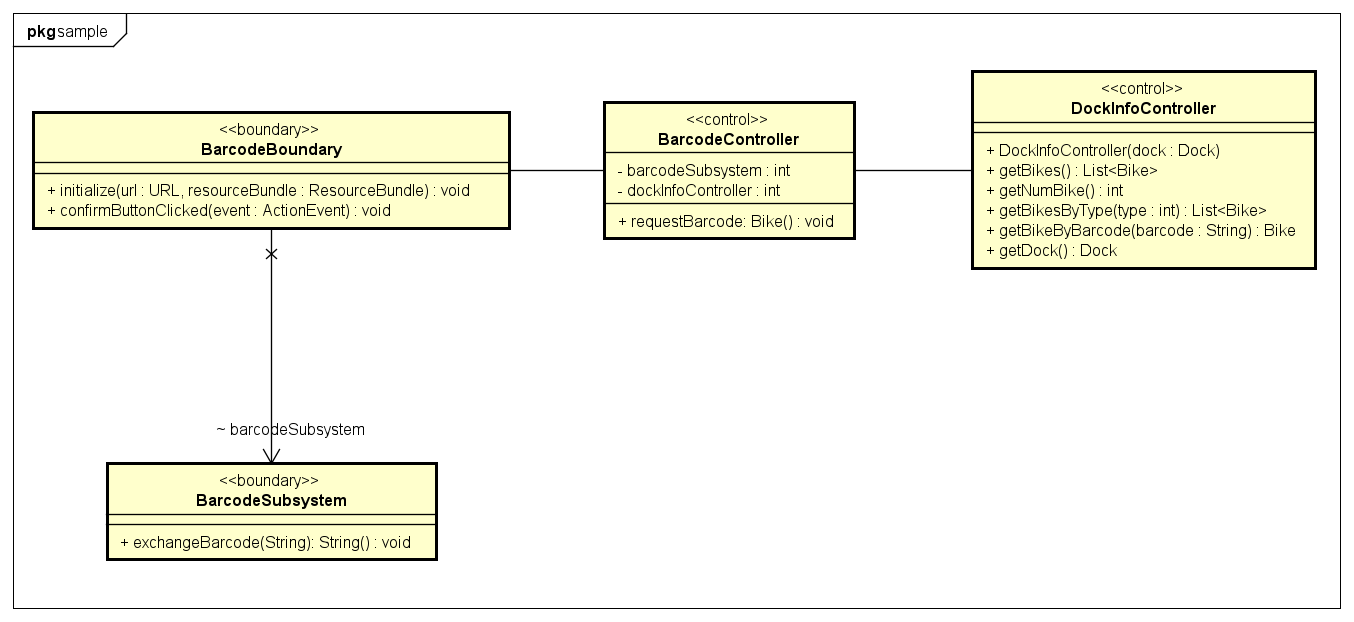 pkg sample
<<boundary>>
BarcodeBoundary
+ initialize(url : URL, resourceBundle : ResourceBundle) : void
+ confirmButtonClicked(event : ActionEvent) : void
<<control>>
BarcodeController
- barcodeSubsystem : int
- dockInfoController : int
+ requestBarcode: Bike() : void
<<control>>
DockInfoController
+ DockInfoController(dock : Dock)
+ getBikes() : List<Bike>
+ getNumBike() : int
+ getBikesByType(type : int) : List<Bike>
+ getBikeByBarcode(barcode : String) : Bike
+ getDock() : Dock
~ barcodeSubsystem
<<boundary>>
BarcodeSubsystem
+ exchangeBarcode(String): String() : void